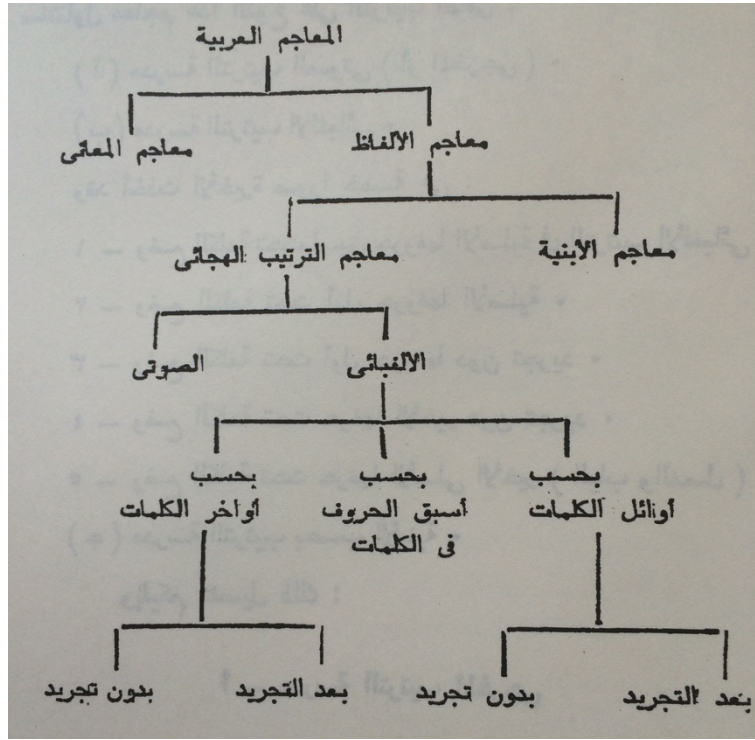 المعاجم العربية
معاجم الألفاظ
معاجم المعانى
معاجم الأبنية
معاجم الترتيب الهجائى
الألفبائى
الصوتى
بحسب
أوائل الكلمات
بحسب
أسبق الحروف
فى الكلمات
بحسب
أواخر الكلمات
بعد التجريد
بدون تجريد
بعد التجريد
بدون تجريد